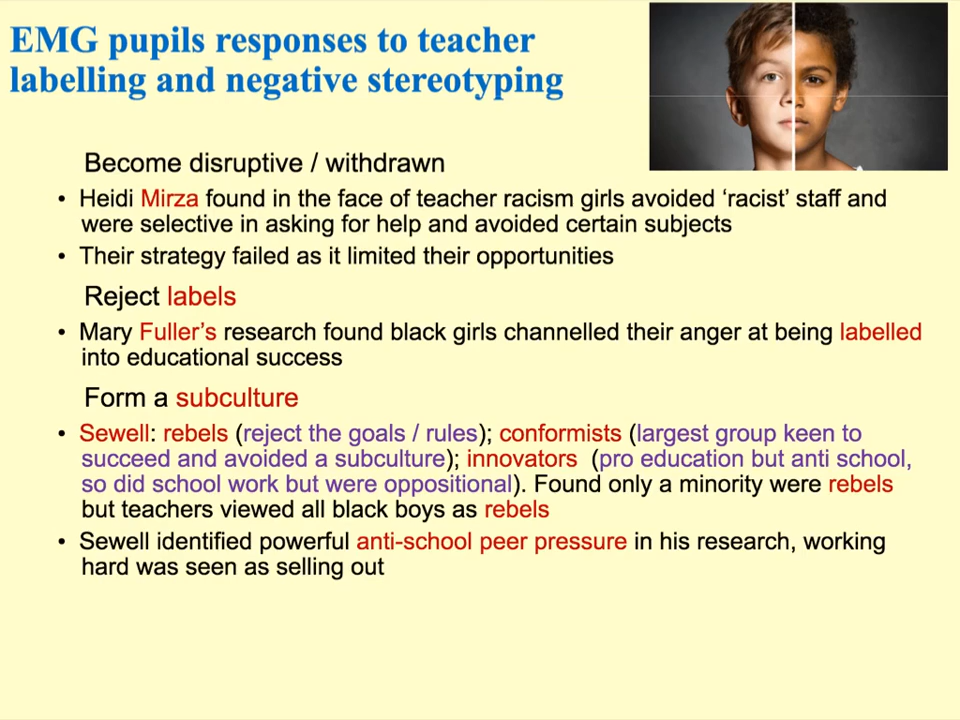 EMG pupils responses to teacher
labelling and negative stereotyping
Become disruptive / withdrawn
• Heidi Mirza found in the face of teacher racism girls avoided ‘racist’ staff and
were selective in asking for help and avoided certain subjects
• Their strategy failed as it limited their opportunities
Reject labels
• Mary Fuller’s research found black girls channelled their anger at being labelled
into educational success
Form a subculture
• Sewell: rebels (reject the goals / rules); conformists (largest group keen to
succeed and avoided a subculture); innovators (pro education but anti school,
so did school work but were oppositional). Found only a minority were rebels
but teachers viewed all black boys as rebels
• Sewell identified powerful anti-school peer pressure in his research, working
hard was seen as selling out